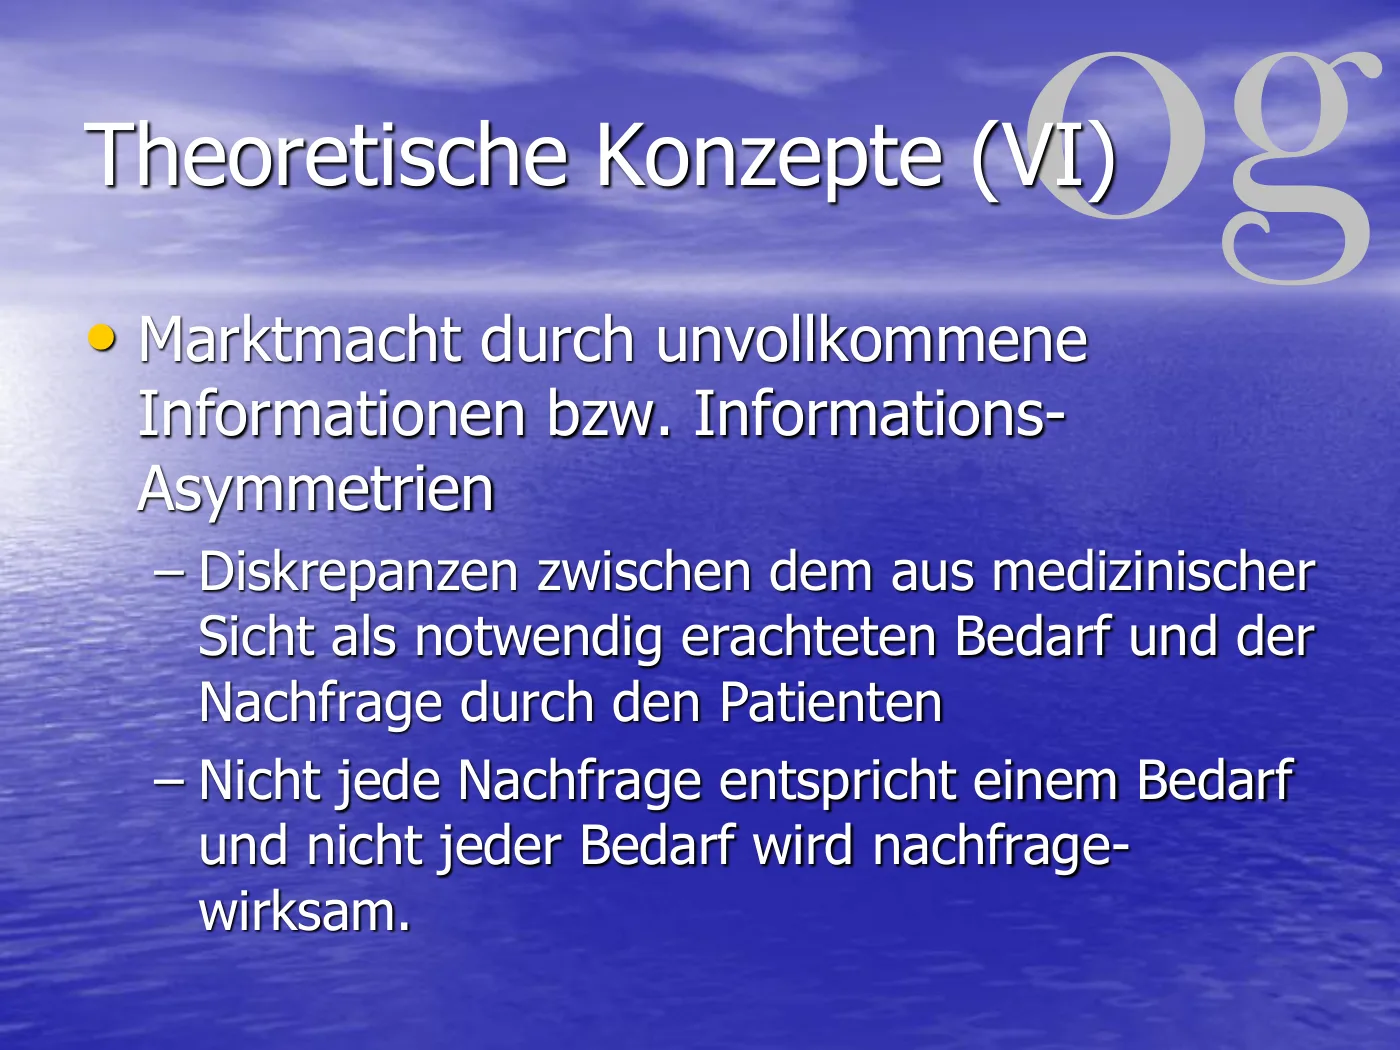 og
Theoretische Konzepte (VI)
• Marktmacht durch unvollkommene
Informationen bzw. Informations-
Asymmetrien
– Diskrepanzen zwischen dem aus medizinischer
Sicht als notwendig erachteten Bedarf und der
Nachfrage durch den Patienten
– Nicht jede Nachfrage entspricht einem Bedarf
und nicht jeder Bedarf wird nachfrage-
wirksam.